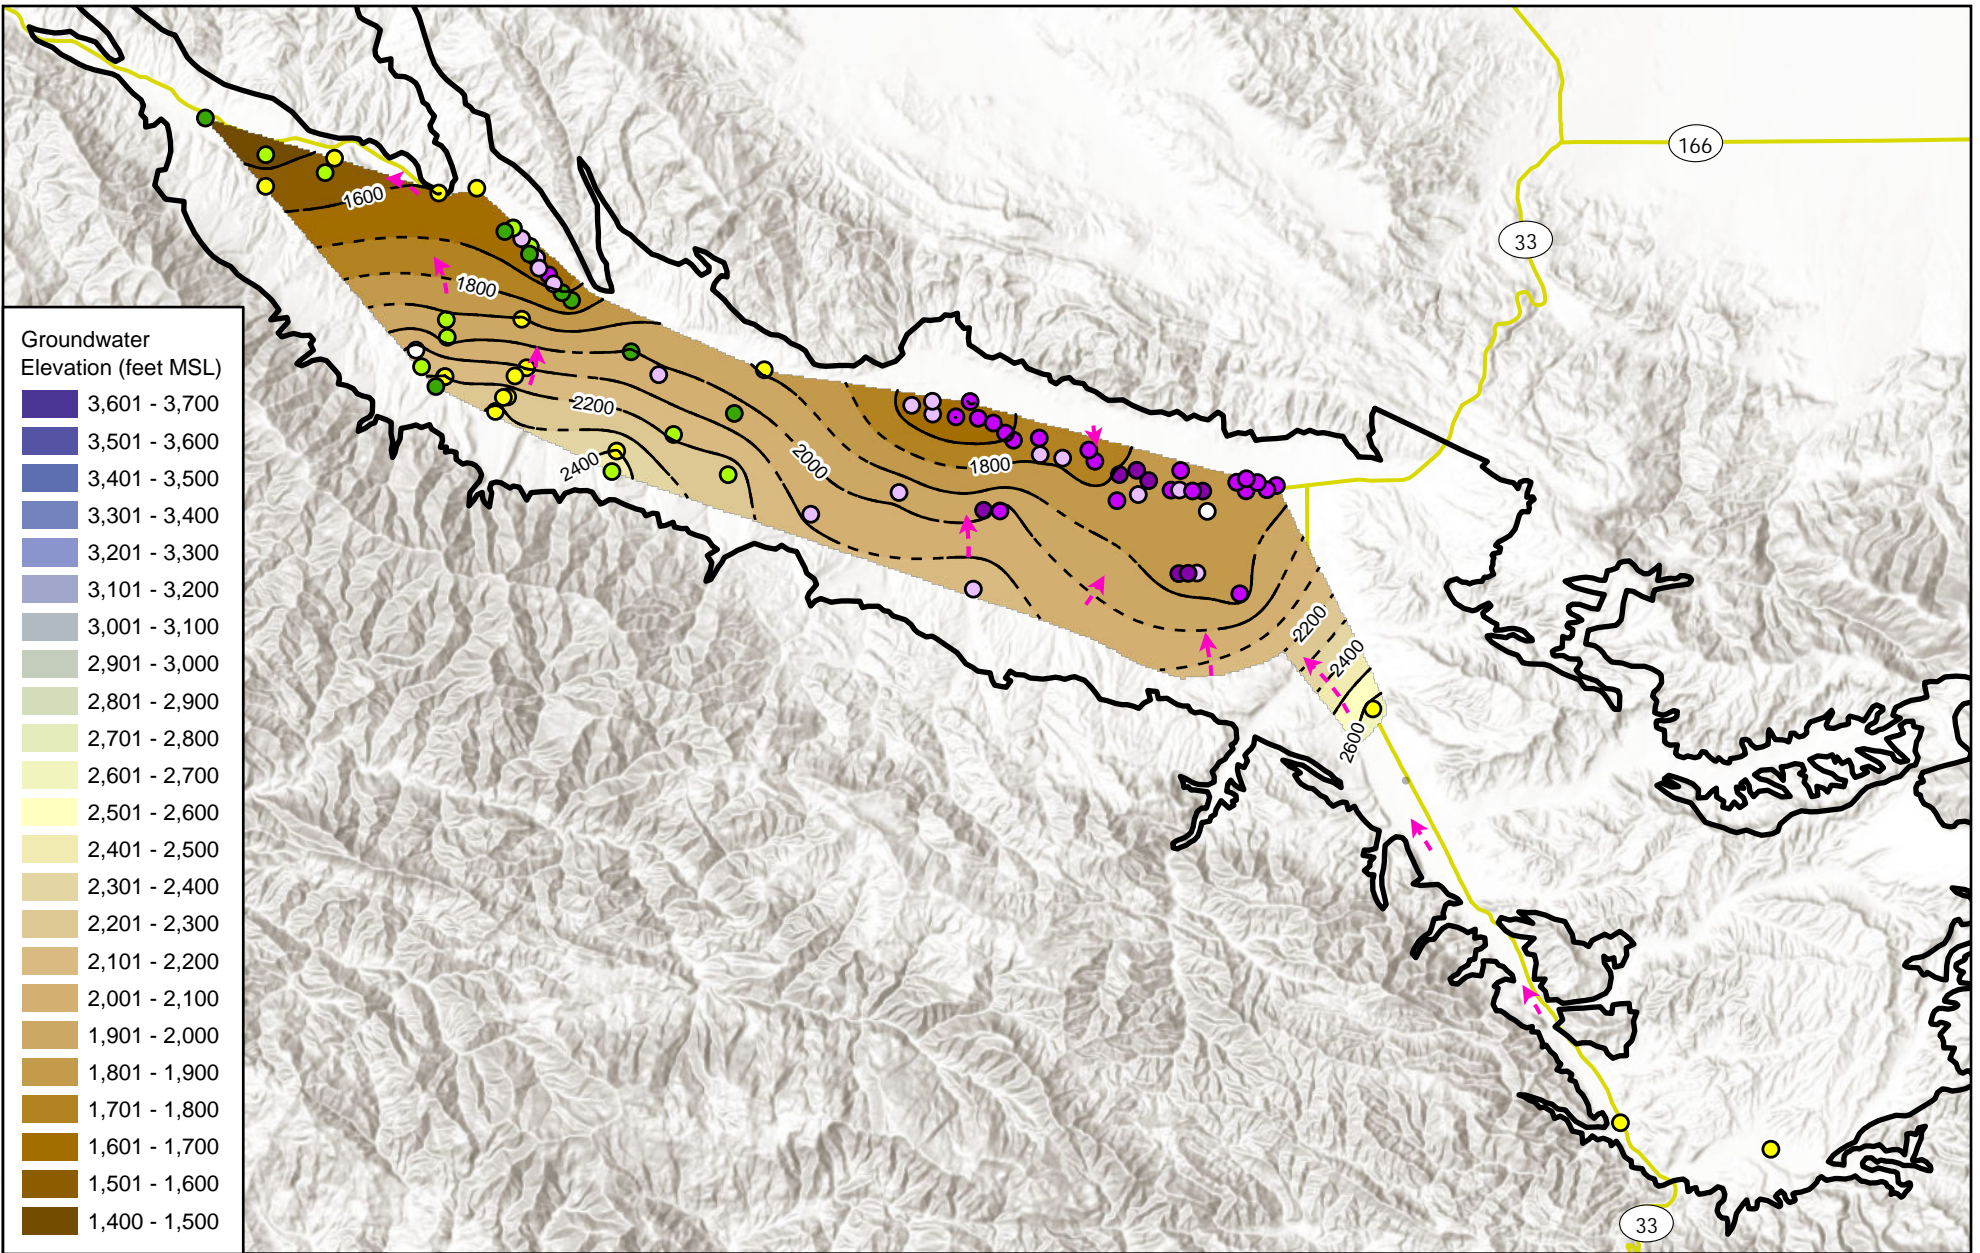 166
33
1600
1800
2200
2400
2000
1800
2200
2400
2600
33
Groundwater
Elevation (feet MSL)
3,601 - 3,700
3,501 - 3,600
3,401 - 3,500
3,301 - 3,400
3,201 - 3,300
3,101 - 3,200
3,001 - 3,100
2,901 - 3,000
2,801 - 2,900
2,701 - 2,800
2,601 - 2,700
2,501 - 2,600
2,401 - 2,500
2,301 - 2,400
2,201 - 2,300
2,101 - 2,200
2,001 - 2,100
1,901 - 2,000
1,801 - 1,900
1,701 - 1,800
1,601 - 1,700
1,501 - 1,600
1,400 - 1,500